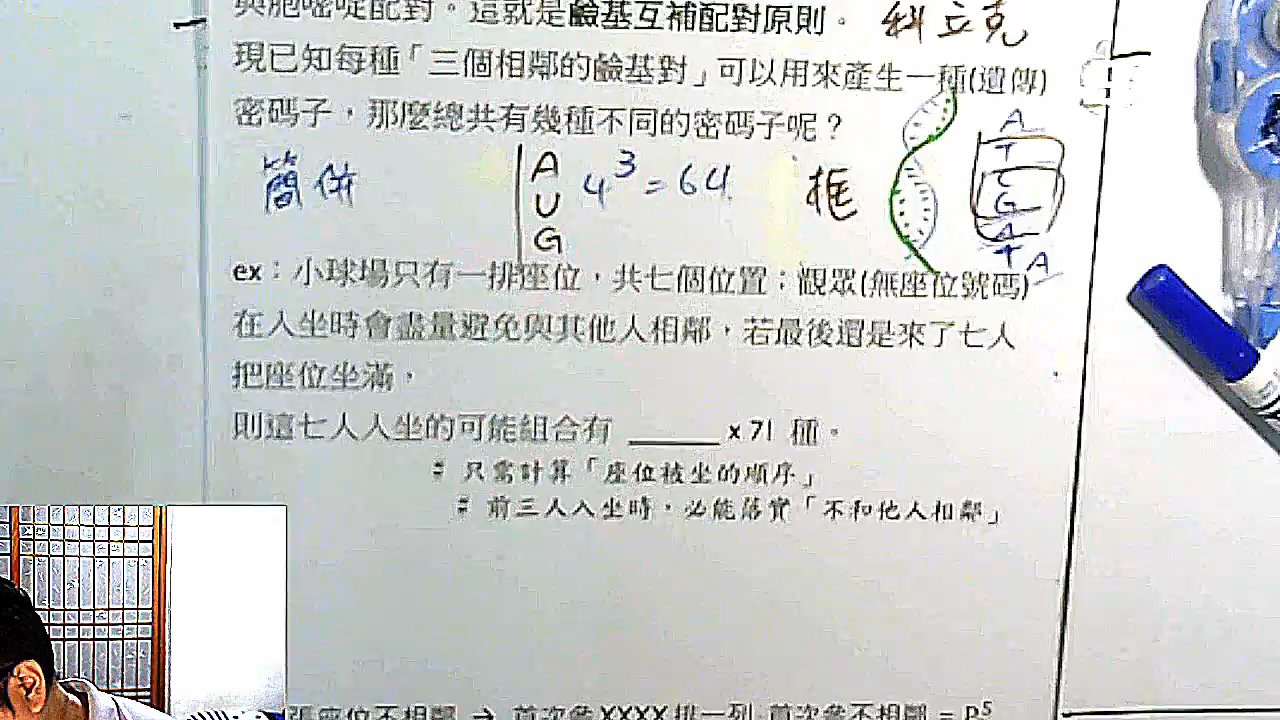 與胞嘧啶配對。這就是鹼基互補配對原則。 科立克
現已知每種「三個相鄰的鹼基對」可以用來產生一種(遺傳)
密碼子,那麼總共有幾種不同的密碼子呢?
簡併 A U G 4³=64 框
A
T
C
G
A
T A
ex:小球場只有一排座位,共七個位置;觀眾(無座位號碼)
在入坐時會盡量避免與其他人相鄰,若最後還是來了七人
把座位坐滿,
則這七人入坐的可能組合有 ______ x 7! 種。
# 只需計算「座位被坐的順序」
# 前三人入坐時,必能落實「不和他人相鄰」